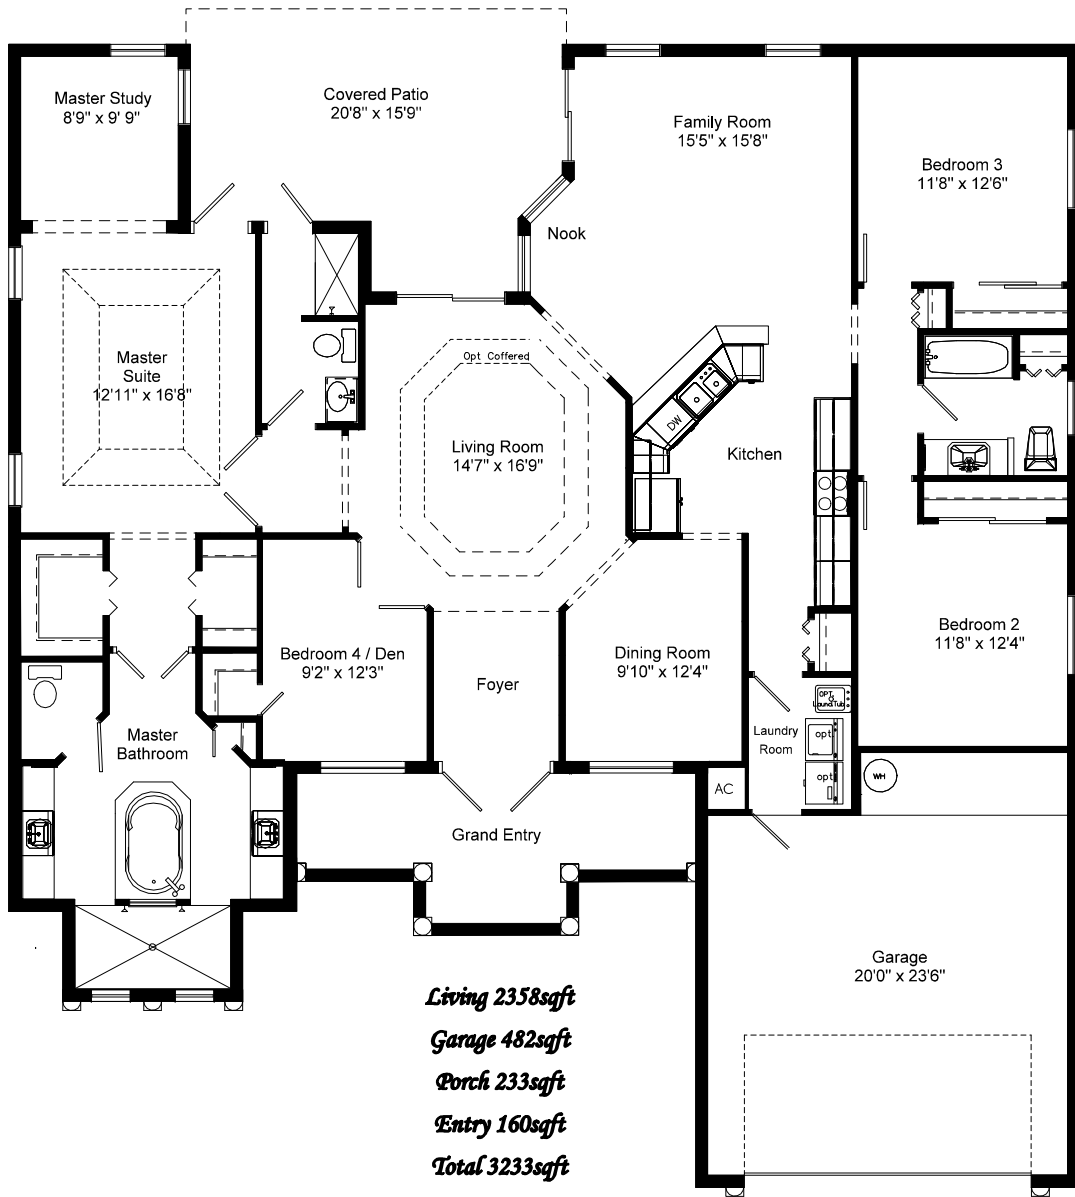 Master Study
8'9" x 9' 9"
Covered Patio
20'8" x 15'9"
Family Room
15'5" x 15'8"
Bedroom 3
11'8" x 12'6"
Nook
Master
Suite
12'11" x 16'8"
Opt Coffered
Living Room
14'7" x 16'9"
DW
Kitchen
Bedroom 4 / Den
9'2" x 12'3"
Foyer
Dining Room
9'10" x 12'4"
Bedroom 2
11'8" x 12'4"
Master
Bathroom
Laundry
Room
OPT
LaundTub
opt
opt
WH
AC
Grand Entry
Garage
20'0" x 23'6"
Living 2358sqft
Garage 482sqft
Porch 233sqft
Entry 160sqft
Total 3233sqft